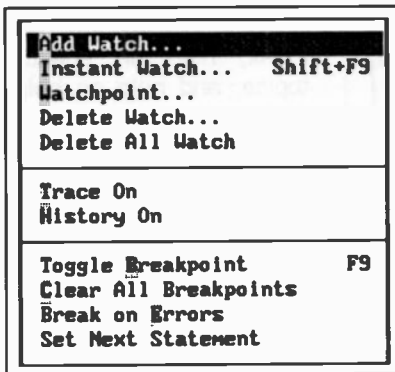 Add Watch...
Instant Watch... Shift+F9
Watchpoint...
Delete Watch...
Delete All Watch
Trace On
History On
Toggle Breakpoint F9
Clear All Breakpoints
Break on Errors
Set Next Statement